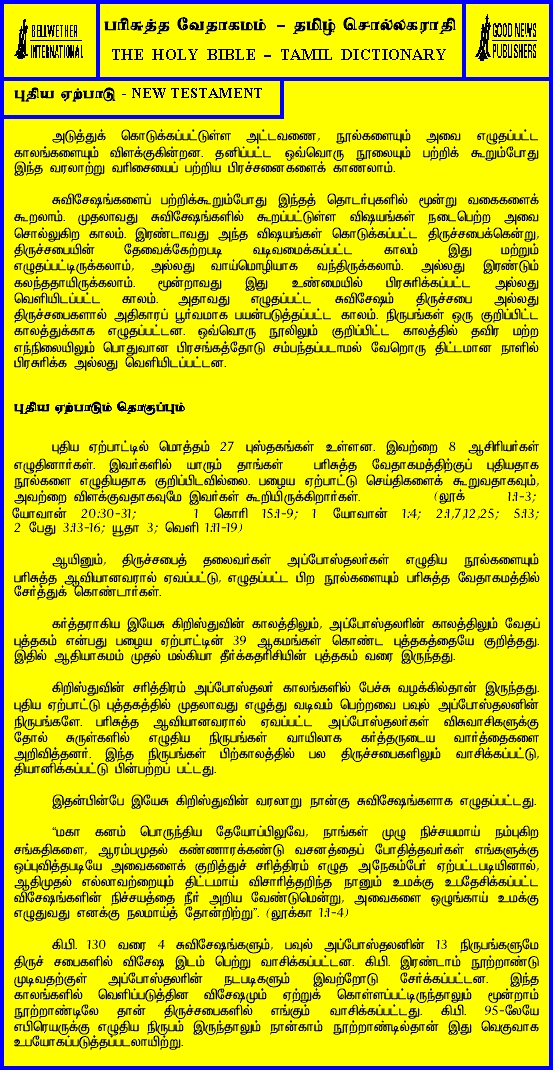 BELLWETHER
INTERNATIONAL
பரிசுத்த வேதாகமம் – தமிழ் சொல்லகராதி
THE HOLY BIBLE – TAMIL DICTIONARY
GOOD NEWS
PUBLISHERS
புதிய ஏற்பாடு - NEW TESTAMENT
அடுத்துக் கொடுக்கப்பட்டுள்ள அட்டவணை, நூல்களையும் அவை எழுதப்பட்ட
காலங்களையும் விளக்குகின்றன. தனிப்பட்ட ஒவ்வொரு நூலையும் பற்றிக் கூறும்போது
இந்த வரலாற்று வரிசையைப் பற்றிய பிரச்சனைகளைக் காணலாம்.
சுவிசேஷங்களைப் பற்றிக்கூறும்போது இந்தத் தொடர்புகளில் மூன்று வகைகளைக்
கூறலாம். முதலாவது சுவிசேஷங்களில் கூறப்பட்டுள்ள விஷயங்கள் நடைபெற்ற அவை
சொல்லுகிற காலம். இரண்டாவது அந்த விஷயங்கள் கொடுக்கப்பட்ட திருச்சபைக்கென்று,
திருச்சபையின் தேவைக்கேற்றபடி வடிவமைக்கப்பட்ட காலம் இது மற்றும்
எழுதப்பட்டிருக்கலாம், அல்லது வாய்மொழியாக வந்திருக்கலாம். அல்லது இரண்டும்
கலந்ததாயிருக்கலாம். மூன்றாவது இது உண்மையில் பிரசுரிக்கப்பட்ட அல்லது
வெளியிடப்பட்ட காலம். அதாவது எழுதப்பட்ட சுவிசேஷம் திருச்சபை அல்லது
திருச்சபைகளால் அதிகாரப் பூர்வமாக பயன்படுத்தப்பட்ட காலம். நிருபங்கள் ஒரு குறிப்பிட்ட
காலத்துக்காக எழுதப்பட்டன. ஒவ்வொரு நூலிலும் குறிப்பிட்ட காலத்தில் தவிர மற்ற
எந்நிலையிலும் பொதுவான பிரசங்கத்தோடு சம்பந்தப்படாமல் வேறொரு திட்டமான நாளில்
பிரசுரிக்க அல்லது வெளியிடப்பட்டன.
புதிய ஏற்பாடும் தொகுப்பும்
புதிய ஏற்பாட்டில் மொத்தம் 27 புஸ்தகங்கள் உள்ளன. இவற்றை 8 ஆசிரியர்கள்
எழுதினார்கள். இவர்களில் யாரும் தாங்கள் பரிசுத்த வேதாகமத்திற்குப் புதியதாக
நூல்களை எழுதியதாக குறிப்பிடவில்லை. பழைய ஏற்பாட்டு செய்திகளைக் கூறுவதாகவும்,
அவற்றை விளக்குவதாகவுமே இவர்கள் கூறியிருக்கிறார்கள். (லூக் 1:1-3;
யோவான் 20:30-31; 1 கொரி 15:1-9; 1 யோவான் 1:4; 2:1,7,12,25; 5:13;
2 பேது 3:13-16; யூதா 3; வெளி 1:11-19)
ஆயினும், திருச்சபைத் தலைவர்கள் அப்போஸ்தலர்கள் எழுதிய நூல்களையும்
பரிசுத்த ஆவியானவரால் ஏவப்பட்டு, எழுதப்பட்ட பிற நூல்களையும் பரிசுத்த வேதாகமத்தில்
சேர்த்துக் கொண்டார்கள்.
கர்த்தராகிய இயேசு கிறிஸ்துவின் காலத்திலும், அப்போஸ்தலரின் காலத்திலும் வேதப்
புத்தகம் என்பது பழைய ஏற்பாட்டின் 39 ஆகமங்கள் கொண்ட புத்தகத்தையே குறித்தது.
இதில் ஆதியாகமம் முதல் மல்கியா தீர்க்கதரிசியின் புத்தகம் வரை இருந்தது.
கிறிஸ்துவின் சரித்திரம் அப்போஸ்தலர் காலங்களில் பேச்சு வழக்கில்தான் இருந்தது.
புதிய ஏற்பாட்டு புத்தகத்தில் முதலாவது எழுத்து வடிவம் பெற்றவை பவுல் அப்போஸ்தலனின்
நிருபங்களே. பரிசுத்த ஆவியானவரால் ஏவப்பட்ட அப்போஸ்தலர்கள் விசுவாசிகளுக்கு
தோல் சுருள்களில் எழுதிய நிருபங்கள் வாயிலாக கர்த்தருடைய வார்த்தைகளை
அறிவித்தனர். இந்த நிருபங்கள் பிற்காலத்தில் பல திருச்சபைகளிலும் வாசிக்கப்பட்டு,
தியானிக்கப்பட்டு பின்பற்றப் பட்டது.
இதன்பின்பே இயேசு கிறிஸ்துவின் வரலாறு நான்கு சுவிசேஷங்களாக எழுதப்பட்டது.
“மகா கனம் பொருந்திய தேயோப்பிலுவே, நாங்கள் முழு நிச்சயமாய் நம்புகிற
சங்கதிகளை, ஆரம்பமுதல் கண்ணாரக்கண்டு வசனத்தைப் போதித்தவர்கள் எங்களுக்கு
ஒப்புவித்தபடியே அவைகளைக் குறித்துச் சரித்திரம் எழுத அநேகம்பேர் ஏற்பட்டபடியினால்,
ஆதிமுதல் எல்லாவற்றையும் திட்டமாய் விசாரித்தறிந்த நானும் உமக்கு உபதேசிக்கப்பட்ட
விசேஷங்களின் நிச்சயத்தை நீர் அறிய வேண்டுமென்று, அவைகளை ஒழுங்காய் உமக்கு
எழுதுவது எனக்கு நலமாய்த் தோன்றிற்று”. (லூக்கா 1:1-4)
கி.பி. 130 வரை 4 சுவிசேஷங்களும், பவுல் அப்போஸ்தலனின் 13 நிருபங்களுமே
திருச் சபைகளில் விசேஷ இடம் பெற்று வாசிக்கப்பட்டன. கி.பி. இரண்டாம் நூற்றாண்டு
முடிவதற்குள் அப்போஸ்தலரின் நடபடிகளும் இவற்றோடு சேர்க்கப்பட்டன. இந்த
காலங்களில் வெளிப்படுத்தின விசேஷமும் ஏற்றுக் கொள்ளப்பட்டிருந்தாலும் மூன்றாம்
நூற்றாண்டிலே தான் திருச்சபைகளில் எங்கும் வாசிக்கப்பட்டது. கி.பி. 95-லேயே
எபிரெயருக்கு எழுதிய நிருபம் இருந்தாலும் நான்காம் நூற்றாண்டில்தான் இது வெகுவாக
உபயோகப்படுத்தப்படலாயிற்று.